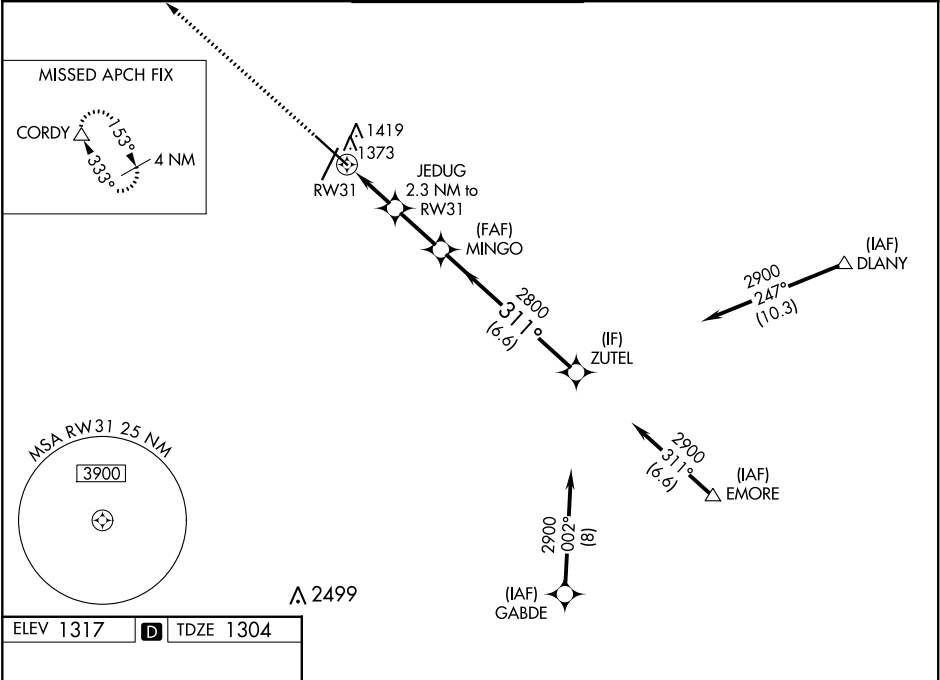 MISSED APCH FIX
CORDY
153°
333°
4 NM
1419
1373
RW31
JEDUG
2.3 NM to
RW31
(FAF)
MINGO
(IAF)
DLANY
2900
247°
(10.3)
2800
311°
(6.6)
(IF)
ZUTEL
2900
311°
(6.6)
(IAF)
EMORE
2900
002°
(8)
(IAF)
GABDE
MSA RW31 25 NM
3900
2499
ELEV 1317 D TDZE 1304